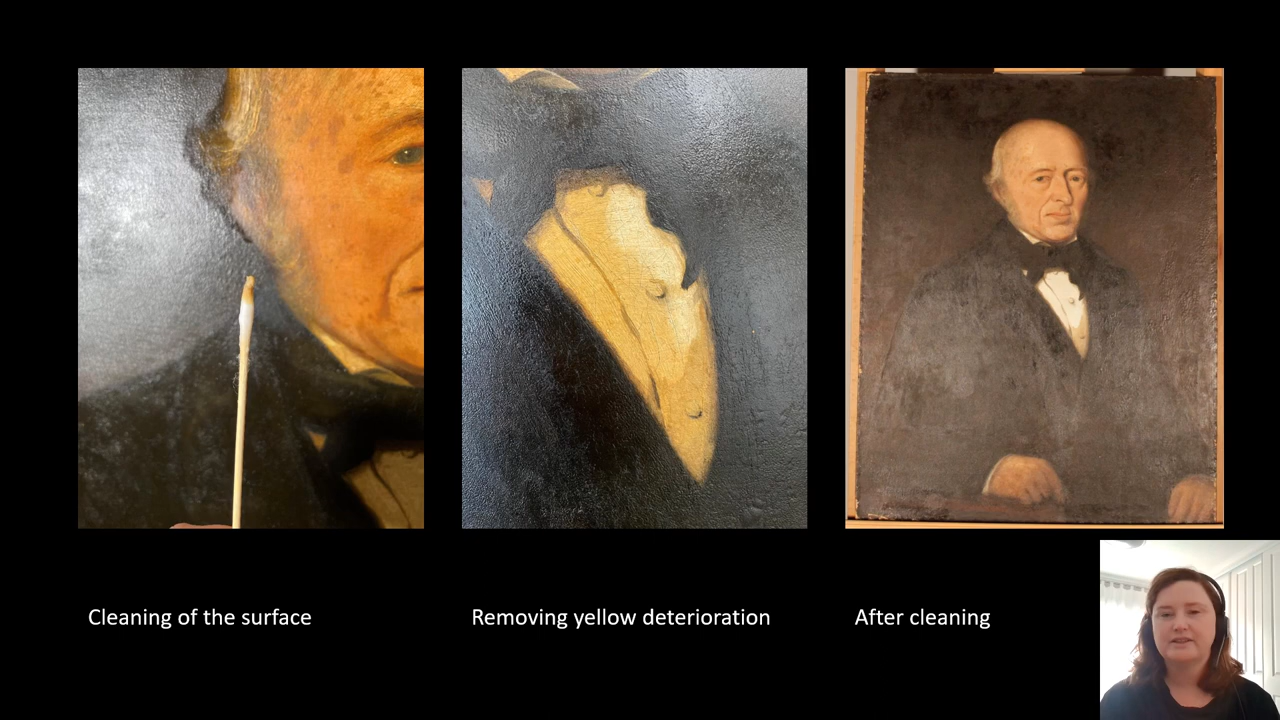 Cleaning of the surface
Removing yellow deterioration
After cleaning